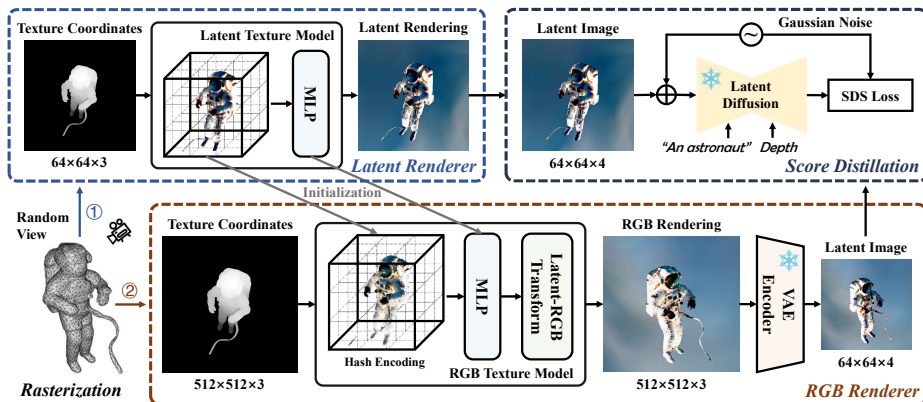 Texture Coordinates
Latent Texture Model
MLP
Latent Rendering
64×64×3
Latent Renderer
Latent Image
Gaussian Noise
~
Latent
Diffusion
SDS Loss
"An astronaut"
Depth
64×64×4
Score Distillation
Initialization
Random
View
①
②
Rasterization
Texture Coordinates
512×512×3
Hash Encoding
MLP
Latent-RGB
Transform
RGB Texture Model
RGB Rendering
512×512×3
VAE
Encoder
Latent Image
64×64×4
RGB Renderer